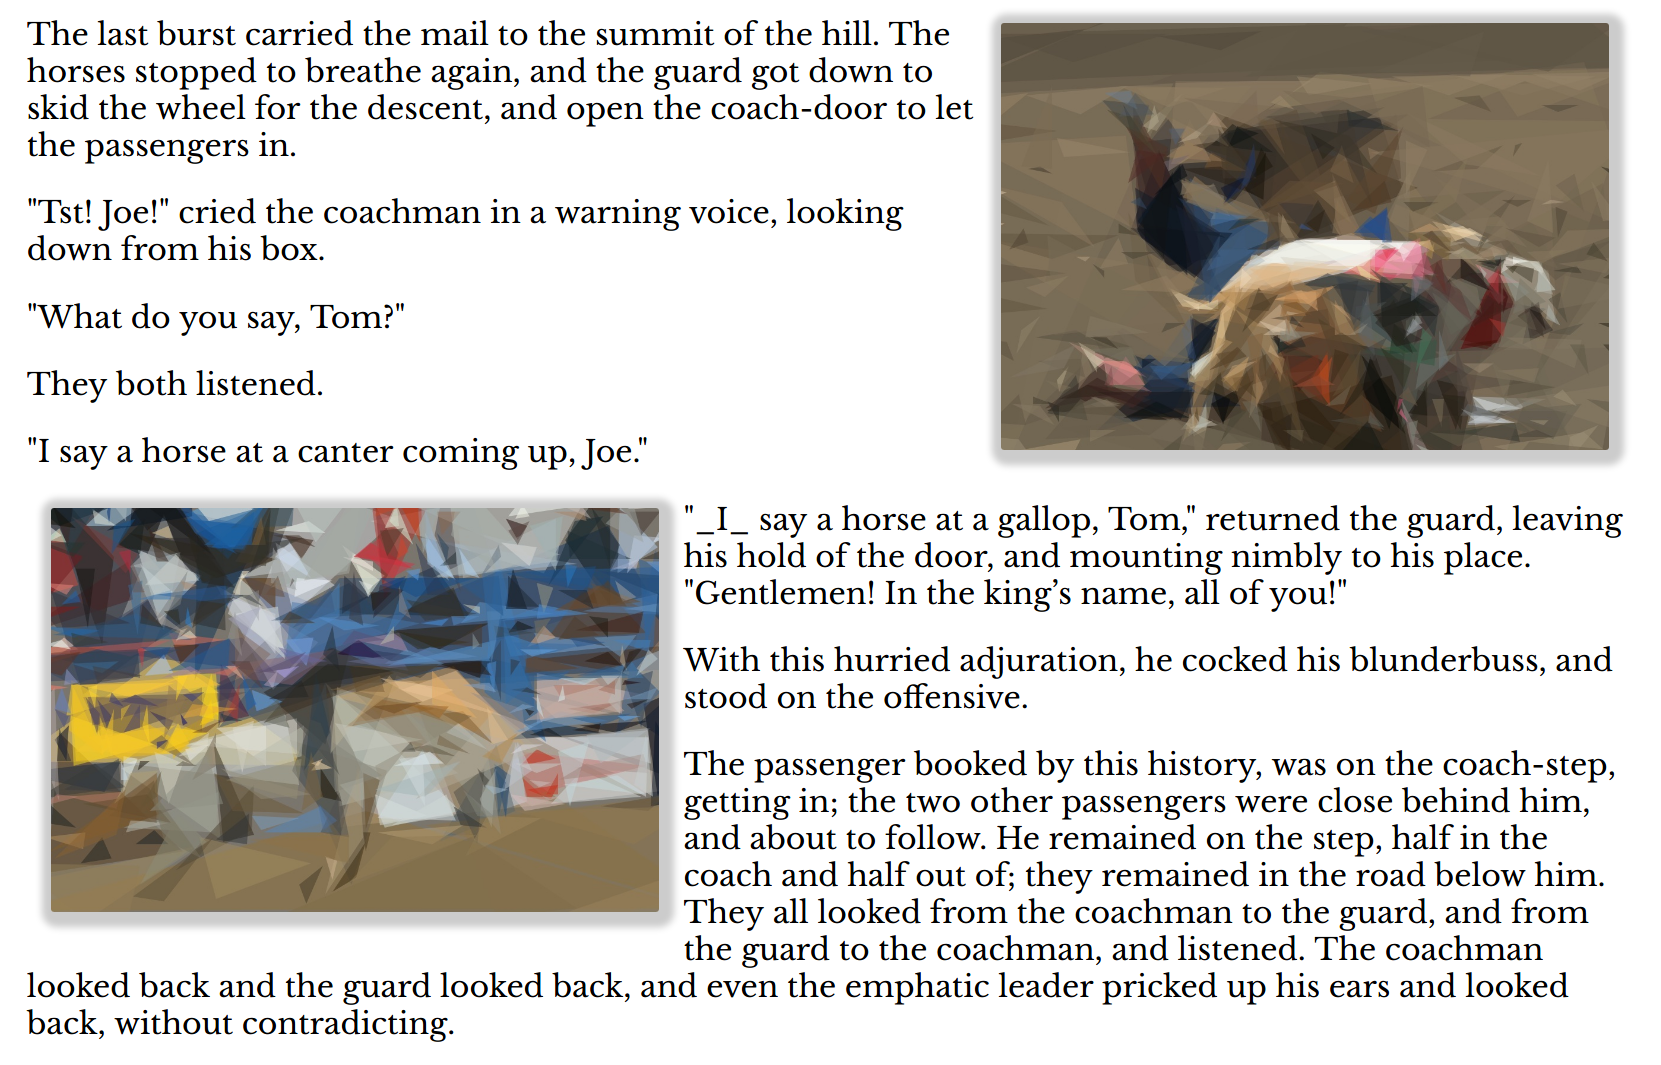 The last burst carried the mail to the summit of the hill. The
horses stopped to breathe again, and the guard got down to
skid the wheel for the descent, and open the coach-door to let
the passengers in.
"Tst! Joe!" cried the coachman in a warning voice, looking
down from his box.
"What do you say, Tom?"
They both listened.
"I say a horse at a canter coming up, Joe."
"_I_ say a horse at a gallop, Tom," returned the guard, leaving
his hold of the door, and mounting nimbly to his place.
"Gentlemen! In the king’s name, all of you!"
With this hurried adjuration, he cocked his blunderbuss, and
stood on the offensive.
The passenger booked by this history, was on the coach-step,
getting in; the two other passengers were close behind him,
and about to follow. He remained on the step, half in the
coach and half out of; they remained in the road below him.
They all looked from the coachman to the guard, and from
the guard to the coachman, and listened. The coachman
looked back and the guard looked back, and even the emphatic leader pricked up his ears and looked
back, without contradicting.